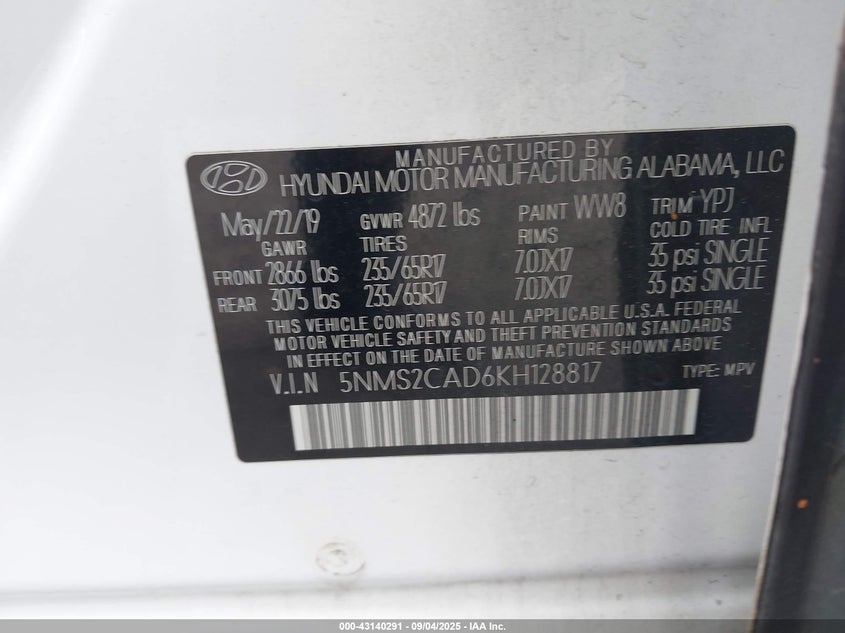 MANUFACTURED BY
HYUNDAI MOTOR MANUFACTURING ALABAMA, LLC
May/22/19 GVWR 4872 lbs PAINT WW8 TRIM YPJ
GAWR TIRES RIMS COLD TIRE INFL
FRONT 2866 lbs 235/65R17 7.0JX17 35 psi SINGLE
REAR 3075 lbs 235/65R17 7.0JX17 35 psi SINGLE
THIS VEHICLE CONFORMS TO ALL APPLICABLE U.S.A. FEDERAL
MOTOR VEHICLE SAFETY AND THEFT PREVENTION STANDARDS
IN EFFECT ON THE DATE OF MANUFACTURE SHOWN ABOVE
V.I.N 5NMS2CAD6KH128817 TYPE: MPV
000-43140291 - 09/04/2025 - IAA Inc.